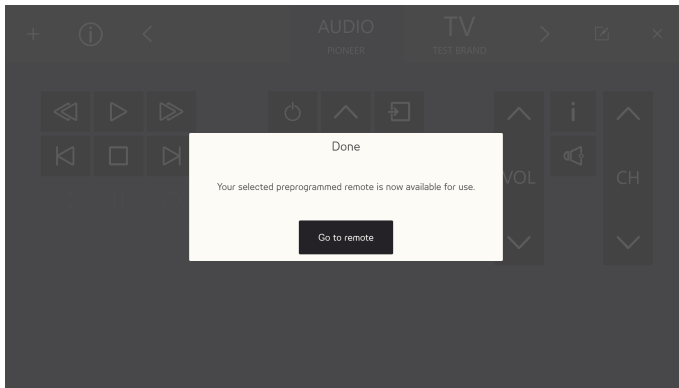 AUDIO
PIONEER
TV
TEST BRAND
VOL
CH
Done
Your selected preprogrammed remote is now available for use.
Go to remote